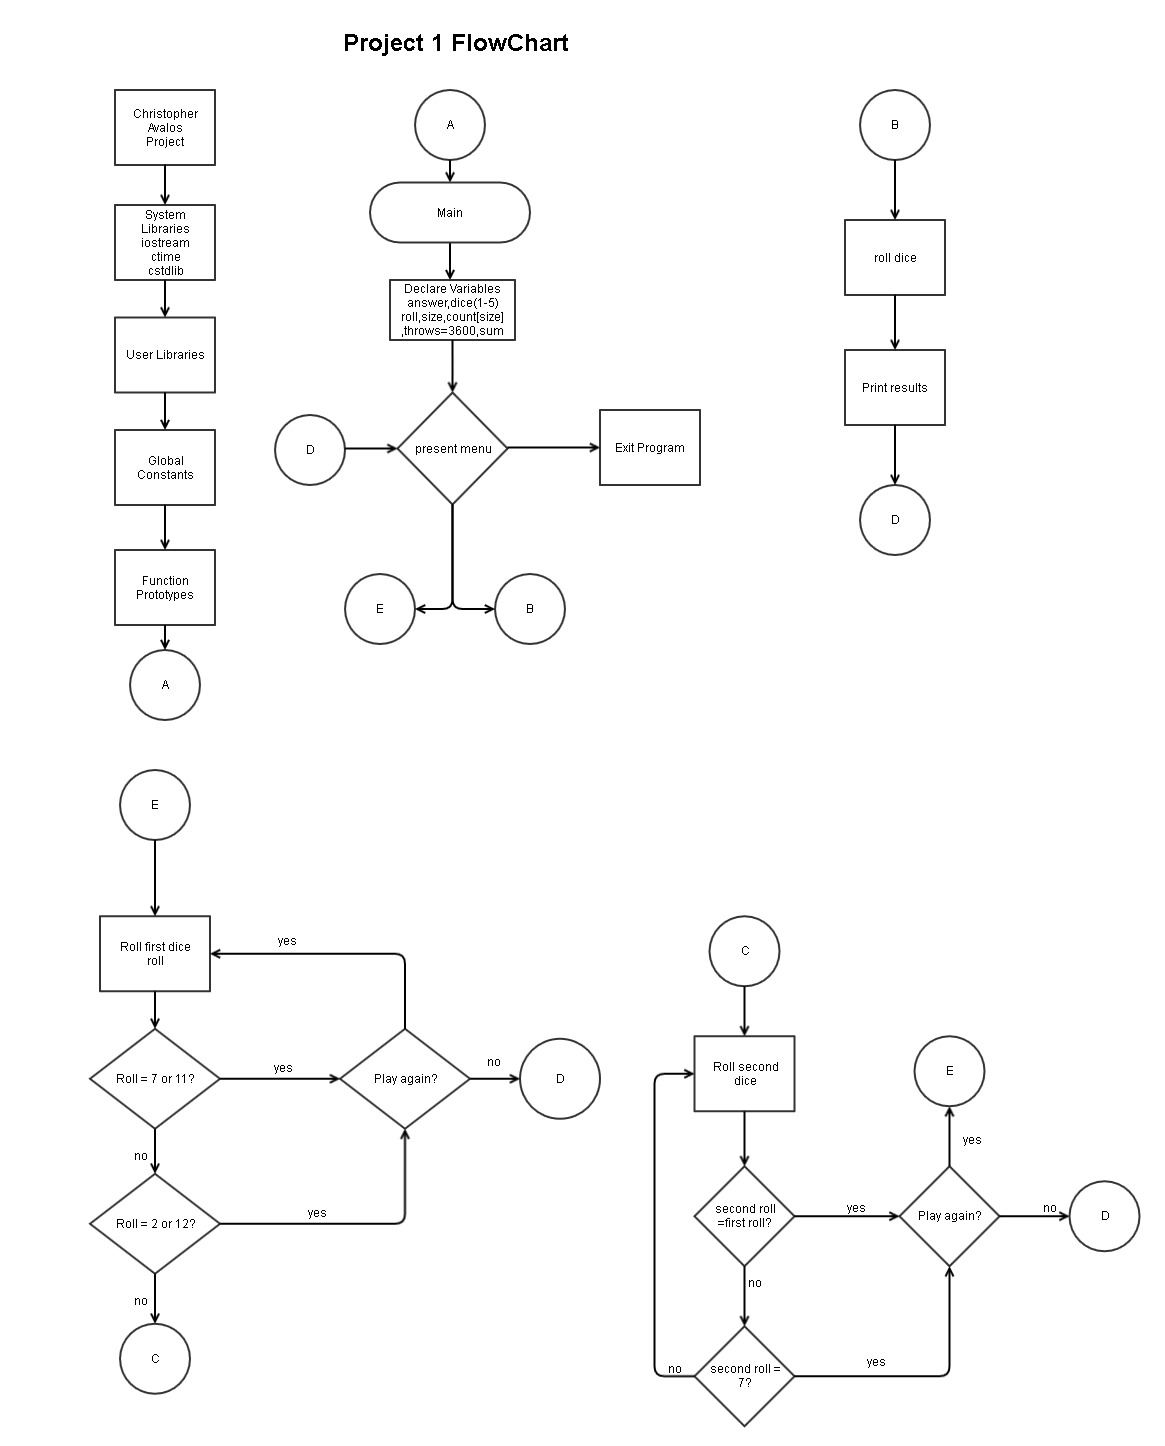 Project 1 FlowChart
Christopher
Avalos
Project
System
Libraries
iostream
ctime
cstdlib
User Libraries
Global
Constants
Function
Prototypes
A
A
Main
Declare Variables
answer,dice(1-5)
roll,size,count[size]
,throws=3600,sum
D
present menu
Exit Program
E
B
B
roll dice
Print results
D
E
Roll first dice
roll
yes
Roll = 7 or 11?
yes
Play again?
no
D
no
Roll = 2 or 12?
yes
no
C
C
Roll second
dice
E
yes
second roll
=first roll?
yes
Play again?
no
D
no
second roll =
7?
no
yes